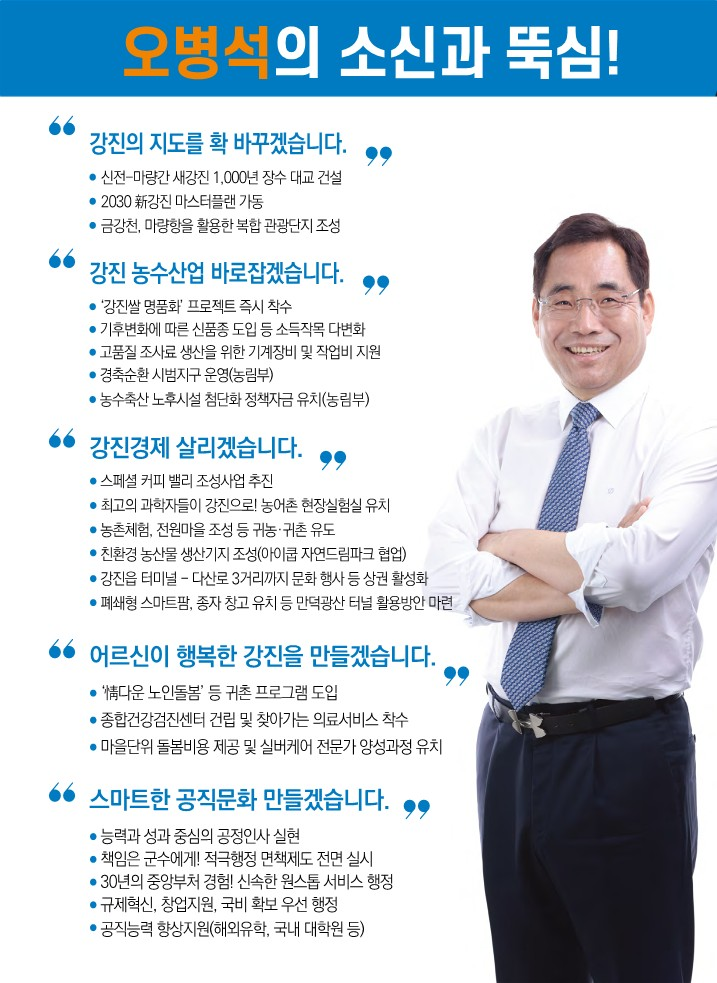 오병석의 소신과 뚝심!
“ 강진의 지도를 확 바꾸겠습니다. ”
• 신전-마량간 새강진 1,000년 장수 대교 건설
• 2030 新강진 마스터플랜 가동
• 금강천, 마량항을 활용한 복합 관광단지 조성
“ 강진 농수산업 바로잡겠습니다. ”
• ‘강진쌀 명품화’ 프로젝트 즉시 착수
• 기후변화에 따른 신품종 도입 등 소득작목 다변화
• 고품질 조사료 생산을 위한 기계장비 및 작업비 지원
• 경축순환 시범지구 운영(농림부)
• 농수축산 노후시설 첨단화 정책자금 유치(농림부)
“ 강진경제 살리겠습니다. ”
• 스페셜 커피 밸리 조성사업 추진
• 최고의 과학자들이 강진으로! 농어촌 현장실험실 유치
• 농촌체험, 전원마을 조성 등 귀농·귀촌 유도
• 친환경 농산물 생산기지 조성(아이쿱 자연드림파크 협업)
• 강진읍 터미널 - 다산로 3거리까지 문화 행사 등 상권 활성화
• 폐쇄형 스마트팜, 종자 창고 유치 등 만덕광산 터널 활용방안 마련
“ 어르신이 행복한 강진을 만들겠습니다. ”
• ‘情다운 노인돌봄’ 등 귀촌 프로그램 도입
• 종합건강검진센터 건립 및 찾아가는 의료서비스 착수
• 마을단위 돌봄비용 제공 및 실버케어 전문가 양성과정 유치
“ 스마트한 공직문화 만들겠습니다. ”
• 능력과 성과 중심의 공정인사 실현
• 책임은 군수에게! 적극행정 면책제도 전면 실시
• 30년의 중앙부처 경험! 신속한 원스톱 서비스 행정
• 규제혁신, 창업지원, 국비 확보 우선 행정
• 공직능력 향상지원(해외유학, 국내 대학원 등)